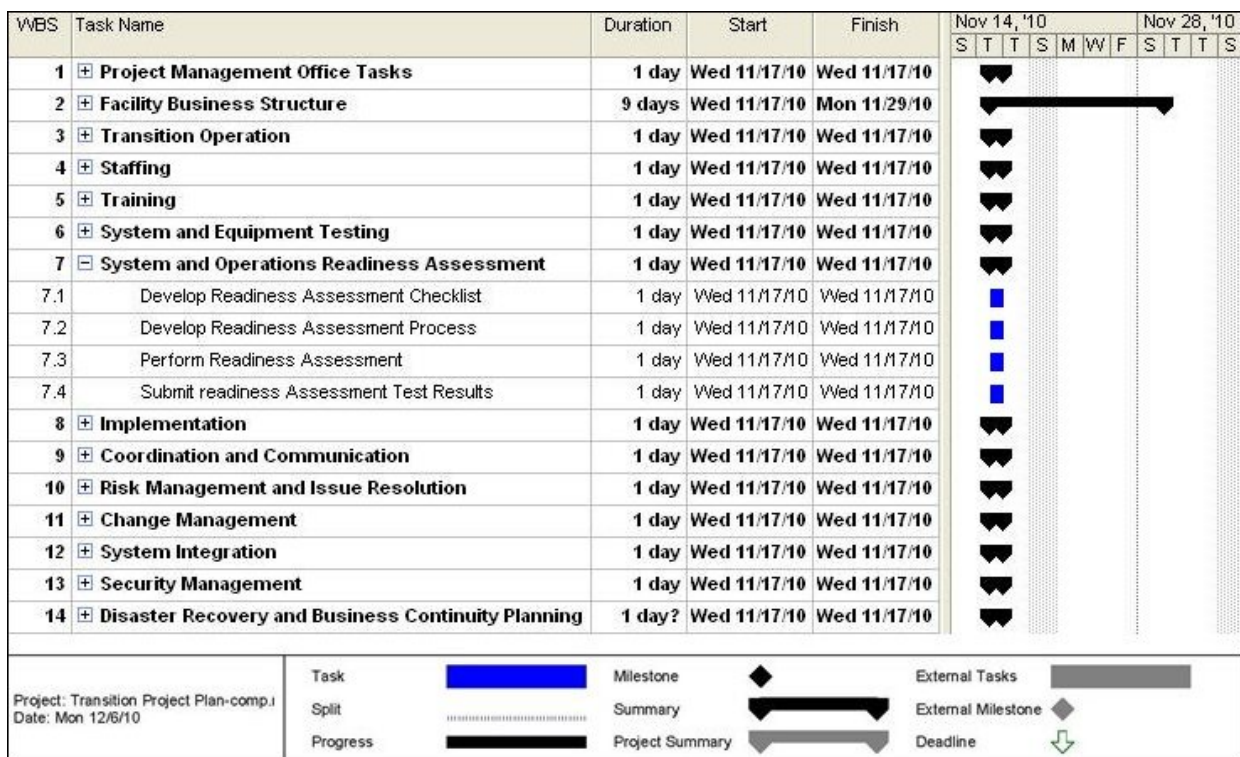 WBS Task Name Duration Start Finish Nov 14, '10 Nov 28, '10
S T T S M W F S T T S
1 Project Management Office Tasks 1 day Wed 11/17/10 Wed 11/17/10
2 Facility Business Structure 9 days Wed 11/17/10 Mon 11/29/10
3 Transition Operation 1 day Wed 11/17/10 Wed 11/17/10
4 Staffing 1 day Wed 11/17/10 Wed 11/17/10
5 Training 1 day Wed 11/17/10 Wed 11/17/10
6 System and Equipment Testing 1 day Wed 11/17/10 Wed 11/17/10
7 System and Operations Readiness Assessment 1 day Wed 11/17/10 Wed 11/17/10
7.1 Develop Readiness Assessment Checklist 1 day Wed 11/17/10 Wed 11/17/10
7.2 Develop Readiness Assessment Process 1 day Wed 11/17/10 Wed 11/17/10
7.3 Perform Readiness Assessment 1 day Wed 11/17/10 Wed 11/17/10
7.4 Submit readiness Assessment Test Results 1 day Wed 11/17/10 Wed 11/17/10
8 Implementation 1 day Wed 11/17/10 Wed 11/17/10
9 Coordination and Communication 1 day Wed 11/17/10 Wed 11/17/10
10 Risk Management and Issue Resolution 1 day Wed 11/17/10 Wed 11/17/10
11 Change Management 1 day Wed 11/17/10 Wed 11/17/10
12 System Integration 1 day Wed 11/17/10 Wed 11/17/10
13 Security Management 1 day Wed 11/17/10 Wed 11/17/10
14 Disaster Recovery and Business Continuity Planning 1 day? Wed 11/17/10 Wed 11/17/10
Project: Transition Project Plan-comp.
Date: Mon 12/6/10
Task Milestone External Tasks
Split Summary External Milestone
Progress Project Summary Deadline